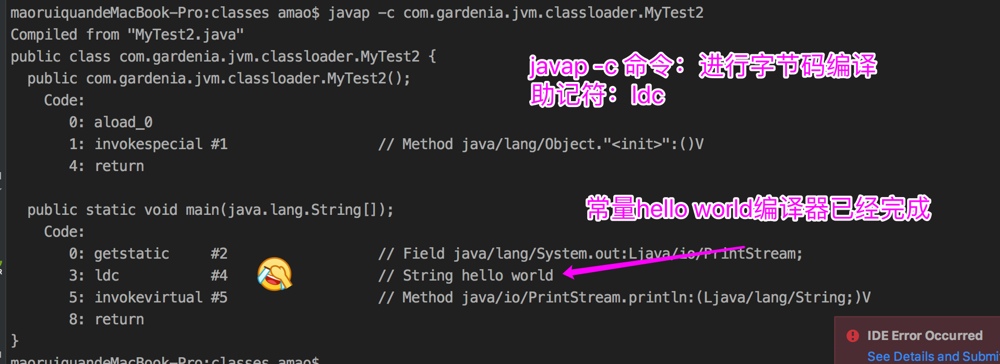 maoruiquandeMacBook-Pro:classes amao$ javap -c com.gardenia.jvm.classloader.MyTest2
Compiled from "MyTest2.java"
public class com.gardenia.jvm.classloader.MyTest2 {
  public com.gardenia.jvm.classloader.MyTest2();
    Code:
       0: aload_0
       1: invokespecial #1                  // Method java/lang/Object."<init>":()V
       4: return
javap -c 命令：进行字节码编译
助记符：ldc
常量hello world编译器已经完成
  public static void main(java.lang.String[]);
    Code:
       0: getstatic     #2                  // Field java/lang/System.out:Ljava/io/PrintStream;
       3: ldc           #4                  // String hello world
       5: invokevirtual #5                  // Method java/io/PrintStream.println:(Ljava/lang/String;)V
       8: return
}
maoruiquandeMacBook-Pro:classes amao$
IDE Error Occurred
See Details and Submi